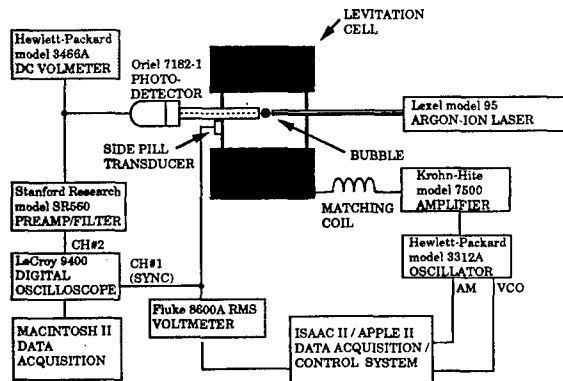 Hewlett-Packard
model 3466A
DC VOLMETER
Oriel 7182-1
PHOTO-
DETECTOR
LEVITATION
CELL
Lexel model 95
ARGON-ION LASER
SIDE PILL
TRANSDUCER
BUBBLE
Krohn-Hite
model 7500
AMPLIFIER
MATCHING
COIL
Stanford Research
model SR560
PREAMP/FILTER
CH#2
LeCroy 9400
DIGITAL
OSCILLOSCOPE
CH#1
(SYNC)
Hewlett-Packard
model 3312A
OSCILLATOR
AM
VCO
Fluke 8600A RMS
VOLTMETER
MACINTOSH II
DATA
ACQUISITION
ISAAC II / APPLE II
DATA ACQUISITION /
CONTROL SYSTEM